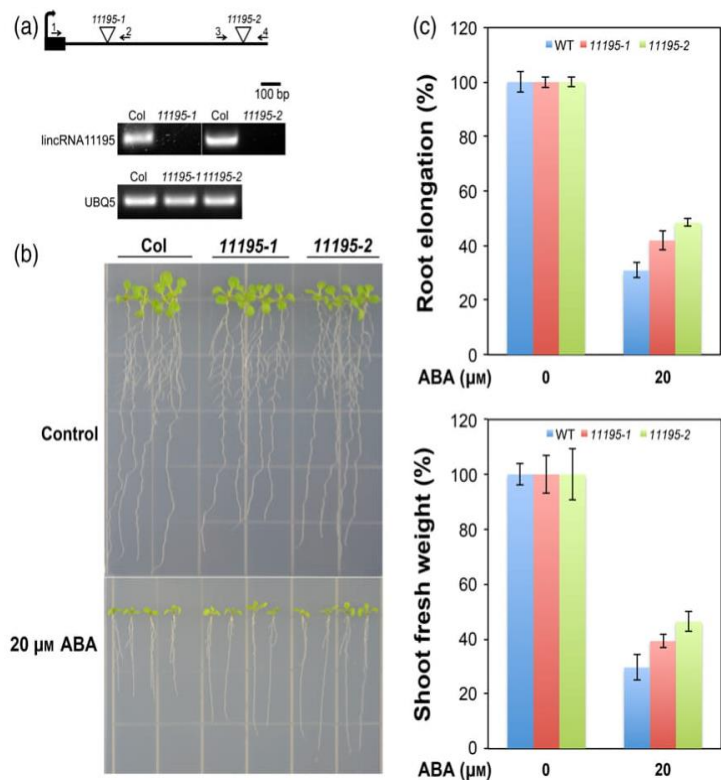 (a)
11195-1 11195-2
1 2 3 4
100 bp
Col 11195-1 Col 11195-2
lincRNA11195
Col 11195-1 11195-2
UBQ5
(b)
Col 11195-1 11195-2
Control
20 μM ABA
(c)
WT 11195-1 11195-2
Root elongation (%)
120
100
80
60
40
20
0
ABA (μM) 0 20
WT 11195-1 11195-2
Shoot fresh weight (%)
120
100
80
60
40
20
0
ABA (μM) 0 20